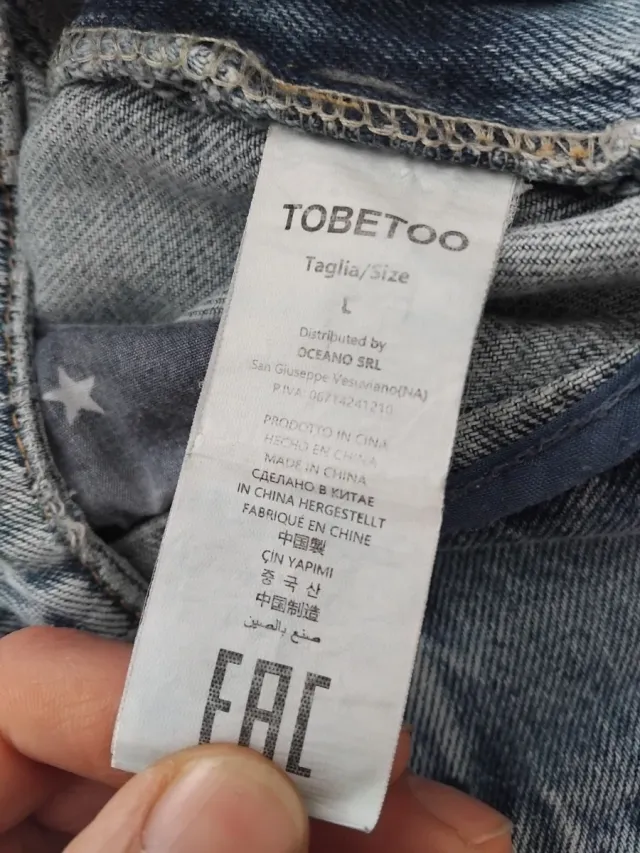 TOBETOO
Taglia/Size
L
Distributed by
OCEANO SRL
San Giuseppe Vesuviano(NA)
P.IVA: 06714241210
PRODOTTO IN CINA
HECHO EN CHINA
MADE IN CHINA
СДЕЛАНО В КИТАЕ
IN CHINA HERGESTELLT
FABRIQUÉ EN CHINE
中国製
ÇIN YAPIMI
중국산
中国制造
صنع بالصين
EAC